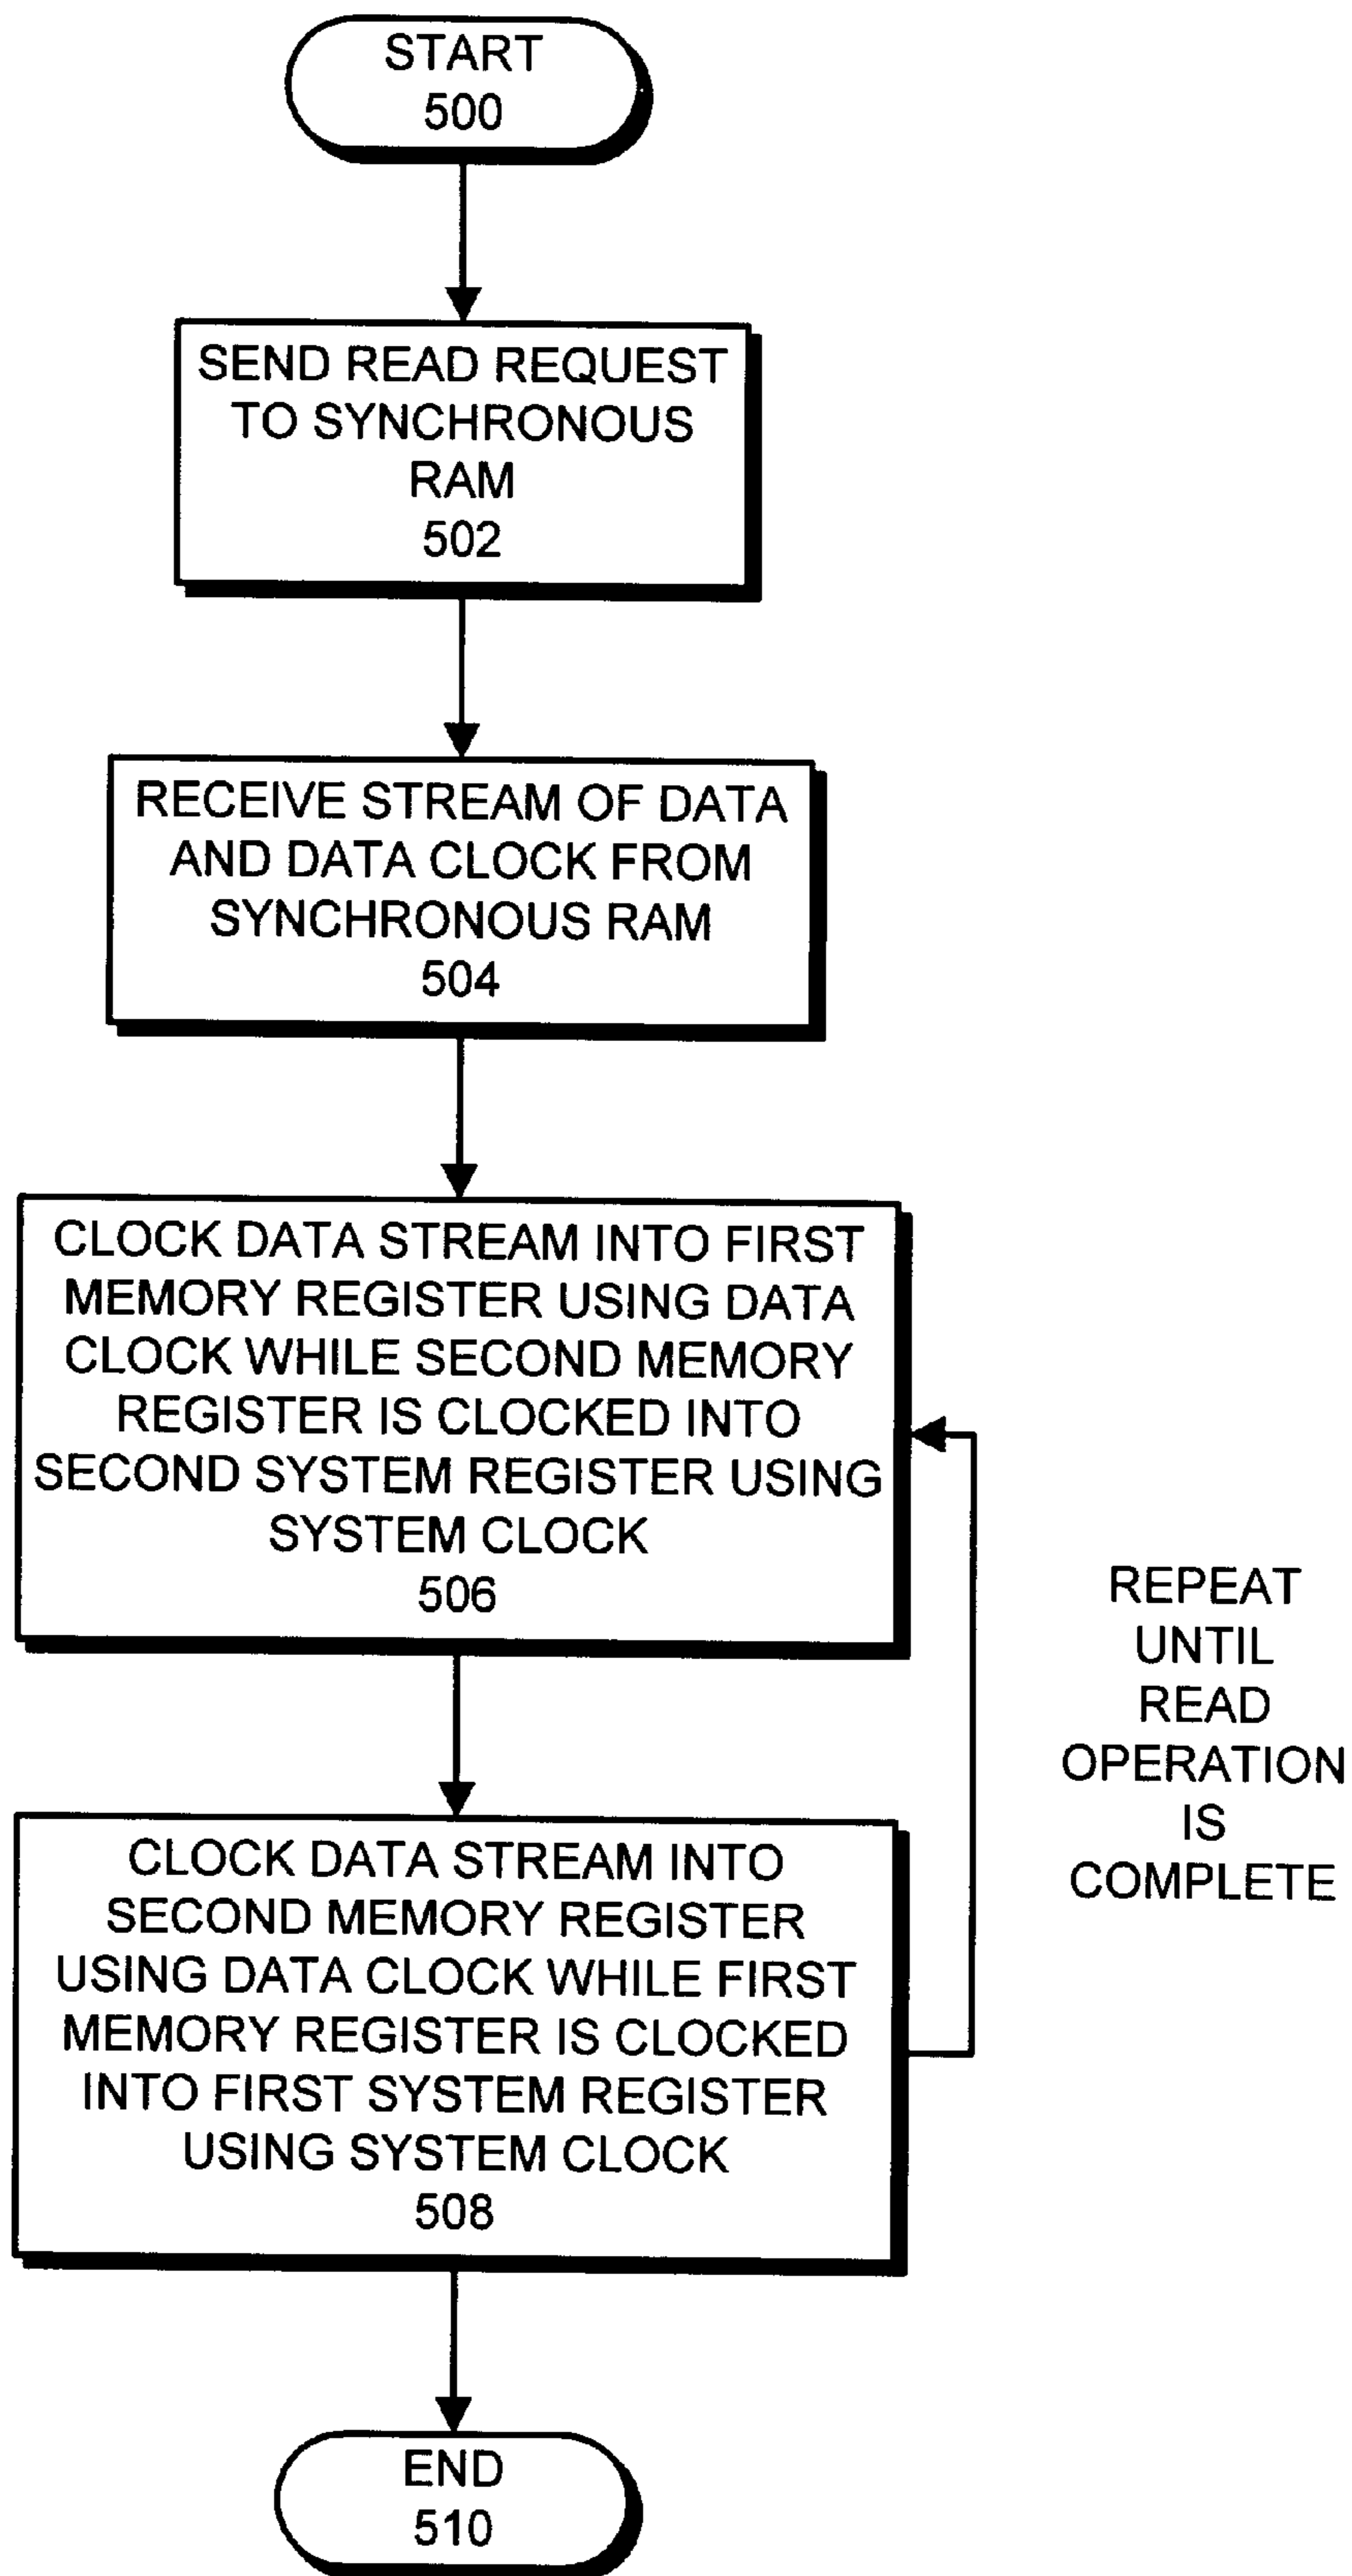 START
500
SEND READ REQUEST
TO SYNCHRONOUS
RAM
502
RECEIVE STREAM OF DATA
AND DATA CLOCK FROM
SYNCHRONOUS RAM
504
CLOCK DATA STREAM INTO FIRST
MEMORY REGISTER USING DATA
CLOCK WHILE SECOND MEMORY
REGISTER IS CLOCKED INTO
SECOND SYSTEM REGISTER USING
SYSTEM CLOCK
506
REPEAT
UNTIL
READ
OPERATION
IS
COMPLETE
CLOCK DATA STREAM INTO
SECOND MEMORY REGISTER
USING DATA CLOCK WHILE FIRST
MEMORY REGISTER IS CLOCKED
INTO FIRST SYSTEM REGISTER
USING SYSTEM CLOCK
508
END
510